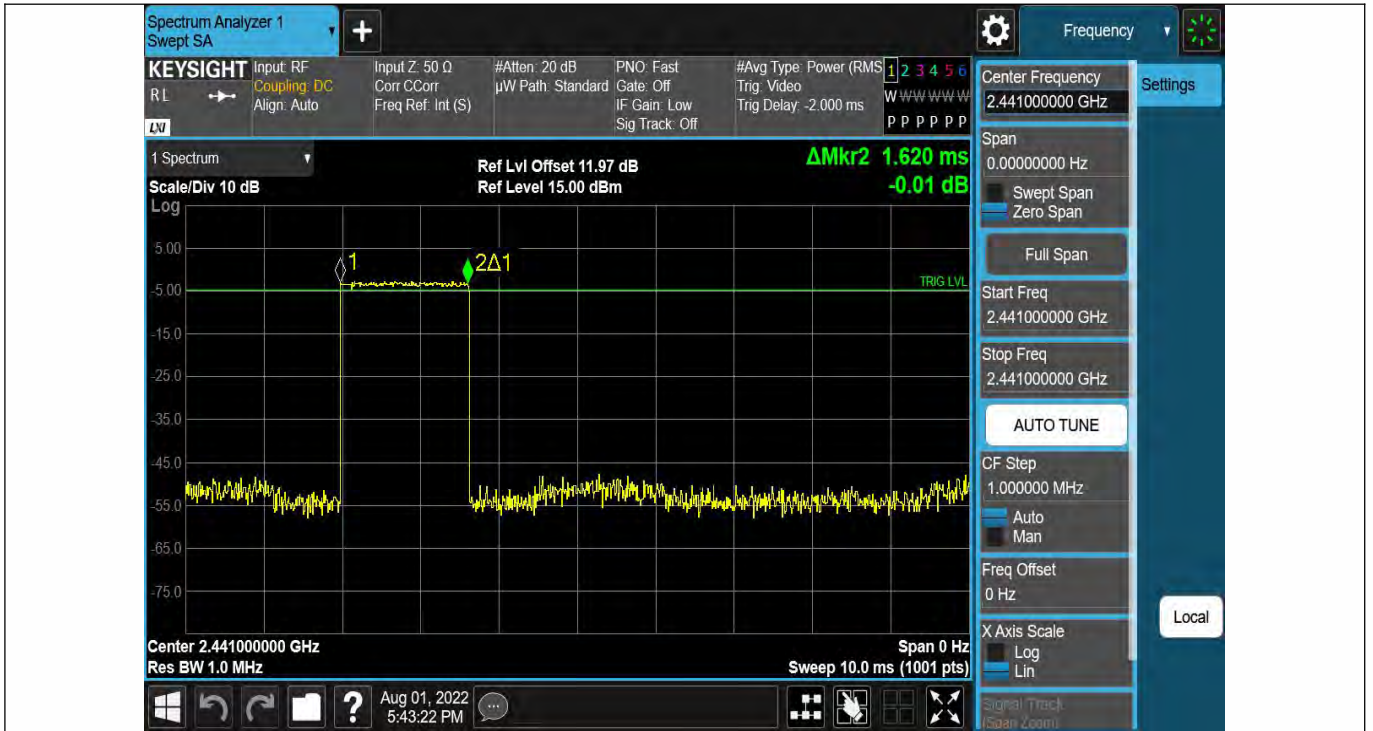 Spectrum Analyzer 1
Swept SA
+
Frequency
KEYSIGHT
R L
LXI
Input: RF
Coupling: DC
Align: Auto
Input Z: 50 Ω
Corr CCorr
Freq Ref: Int (S)
#Atten: 20 dB
µW Path: Standard
PNO: Fast
Gate: Off
IF Gain: Low
Sig Track: Off
#Avg Type: Power (RMS
Trig: Video
Trig Delay: -2.000 ms
1 2 3 4 5 6
W W W W W W
P P P P P P
1 Spectrum
Scale/Div 10 dB
Ref Lvl Offset 11.97 dB
Ref Level 15.00 dBm
ΔMkr2 1.620 ms
-0.01 dB
Log
5.00
-5.00
-15.0
-25.0
-35.0
-45.0
-55.0
-65.0
-75.0
1
2Δ1
TRIG LVL
Center 2.441000000 GHz
Res BW 1.0 MHz
Span 0 Hz
Sweep 10.0 ms (1001 pts)
Center Frequency
2.441000000 GHz
Settings
Span
0.00000000 Hz
Swept Span
Zero Span
Full Span
Start Freq
2.441000000 GHz
Stop Freq
2.441000000 GHz
AUTO TUNE
CF Step
1.000000 MHz
Auto
Man
Freq Offset
0 Hz
X Axis Scale
Log
Lin
Local
Signal Track
(Span Zoom)
?
Aug 01, 2022
5:43:22 PM